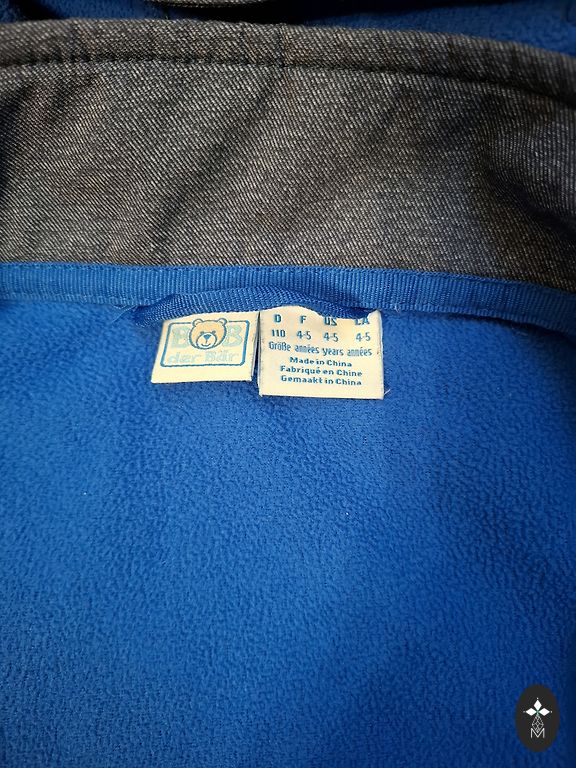 BOB
der Bär
D F US CA
110 4-5 4-5 4-5
Größe années years années
Made in China
Fabriqué en Chine
Gemaakt in China
M